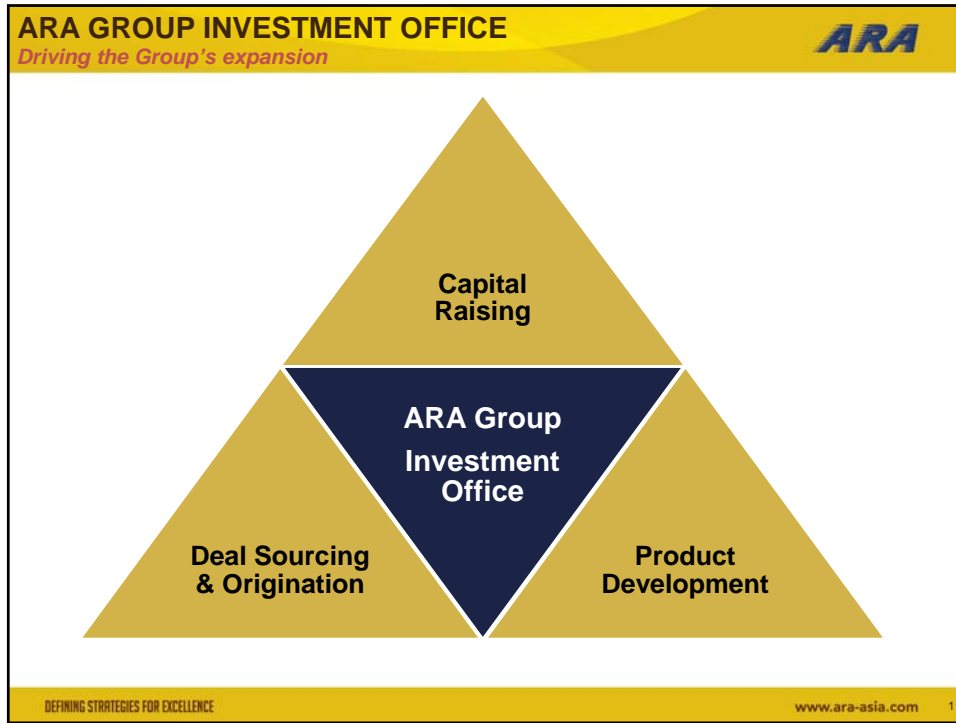 ARA GROUP INVESTMENT OFFICE
Driving the Group's expansion
ARA
Capital
Raising
ARA Group
Investment
Office
Deal Sourcing
& Origination
Product
Development
DEFINING STRATEGIES FOR EXCELLENCE
www.ara-asia.com